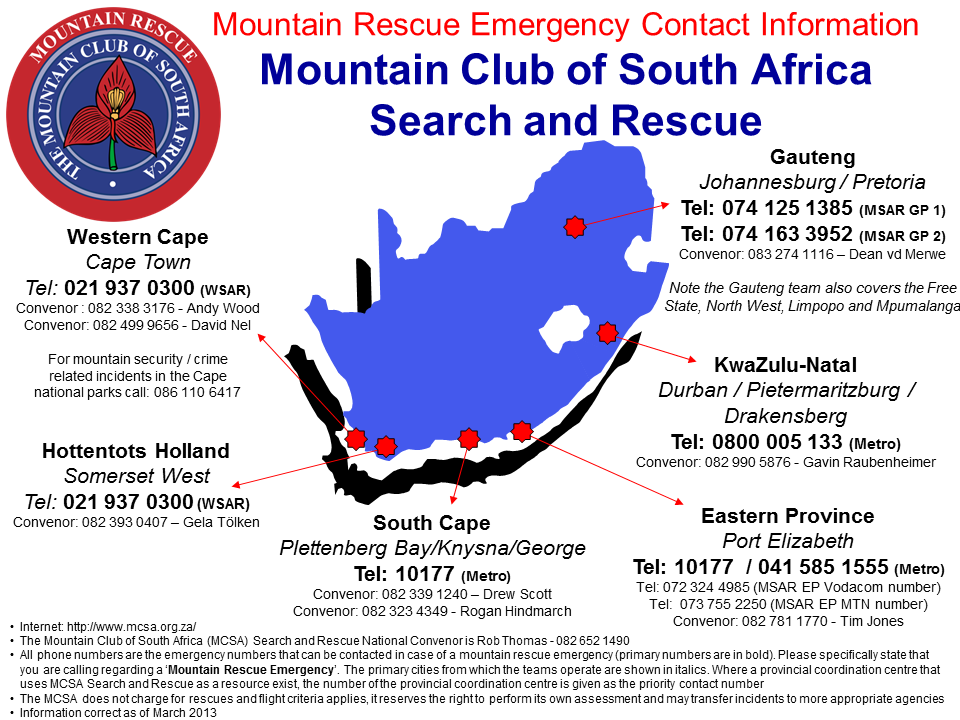 MOUNTAIN RESCUE
THE MOUNTAIN CLUB OF SOUTH AFRICA
Mountain Rescue Emergency Contact Information
Mountain Club of South Africa
Search and Rescue
Gauteng
Johannesburg / Pretoria
Tel: 074 125 1385 (MSAR GP 1)
Tel: 074 163 3952 (MSAR GP 2)
Convenor: 083 274 1116 – Dean vd Merwe
Note the Gauteng team also covers the Free
State, North West, Limpopo and Mpumalanga
Western Cape
Cape Town
Tel: 021 937 0300 (WSAR)
Convenor : 082 338 3176 - Andy Wood
Convenor: 082 499 9656 - David Nel
For mountain security / crime
related incidents in the Cape
national parks call: 086 110 6417
KwaZulu-Natal
Durban / Pietermaritzburg /
Drakensberg
Tel: 0800 005 133 (Metro)
Convenor: 082 990 5876 - Gavin Raubenheimer
Hottentots Holland
Somerset West
Tel: 021 937 0300 (WSAR)
Convenor: 082 393 0407 – Gela Tölken
South Cape
Plettenberg Bay/Knysna/George
Tel: 10177 (Metro)
Convenor: 082 339 1240 – Drew Scott
Convenor: 082 323 4349 - Rogan Hindmarch
Eastern Province
Port Elizabeth
Tel: 10177 / 041 585 1555 (Metro)
Tel: 072 324 4985 (MSAR EP Vodacom number)
Tel: 073 755 2250 (MSAR EP MTN number)
Convenor: 082 781 1770 - Tim Jones
• Internet: http://www.mcsa.org.za/
• The Mountain Club of South Africa (MCSA) Search and Rescue National Convenor is Rob Thomas - 082 652 1490
• All phone numbers are the emergency numbers that can be contacted in case of a mountain rescue emergency (primary numbers are in bold). Please specifically state that
you are calling regarding a ‘Mountain Rescue Emergency’. The primary cities from which the teams operate are shown in italics. Where a provincial coordination centre that
uses MCSA Search and Rescue as a resource exist, the number of the provincial coordination centre is given as the priority contact number
• The MCSA does not charge for rescues and flight criteria applies, it reserves the right to perform its own assessment and may transfer incidents to more appropriate agencies
• Information correct as of March 2013